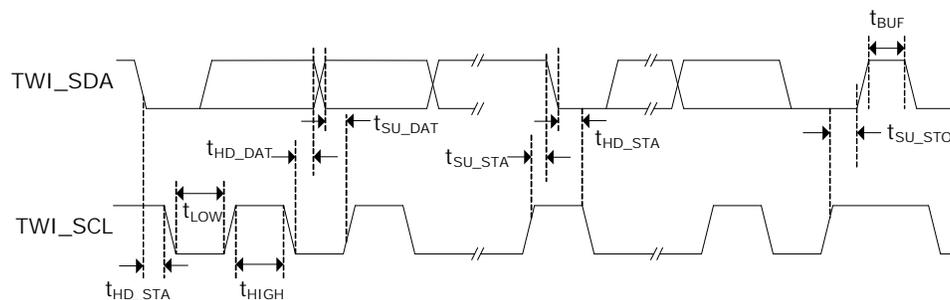 tBUF
TWI_SDA
tSU_DAT
tHD_DAT
tSU_STA
tHD_STA
tSU_STO
tLOW
TWI_SCL
tHD_STA
tHIGH